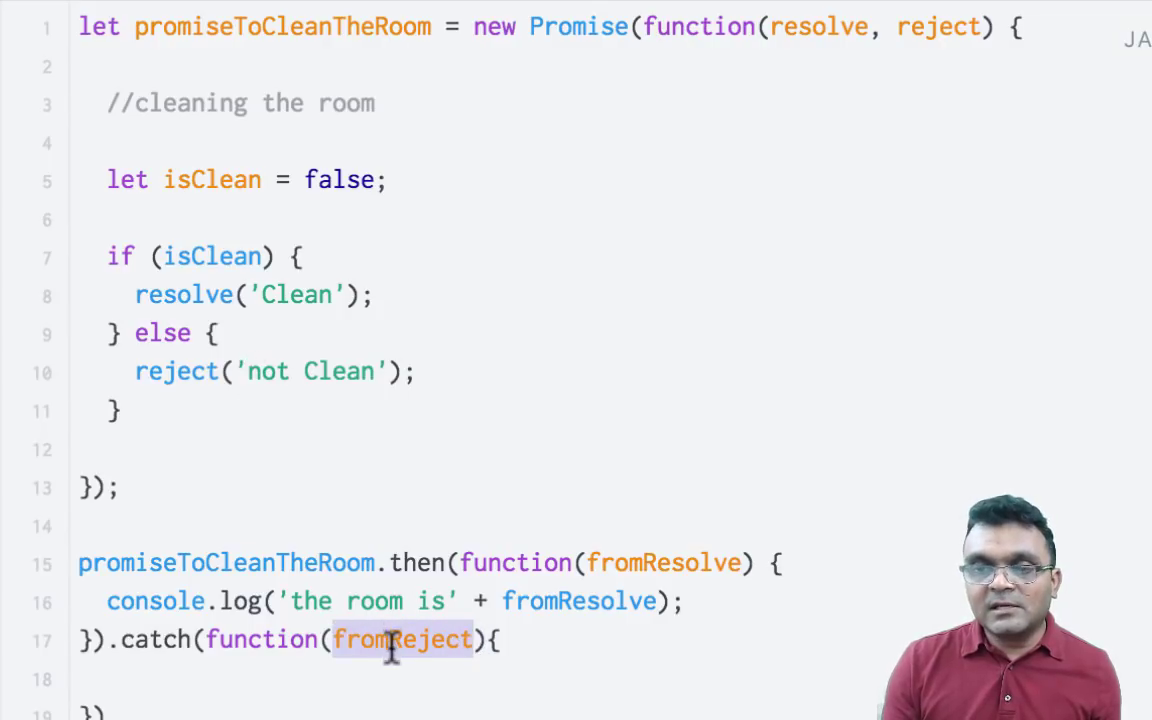 1 let promiseToCleanTheRoom = new Promise(function(resolve, reject) {
JA
2
3 //cleaning the room
4
5 let isClean = false;
6
7 if (isClean) {
8 resolve('Clean');
9 } else {
10 reject('not Clean');
11 }
12
13 });
14
15 promiseToCleanTheRoom.then(function(fromResolve) {
16 console.log('the room is' + fromResolve);
17 }).catch(function(fromReject){
18
19 })